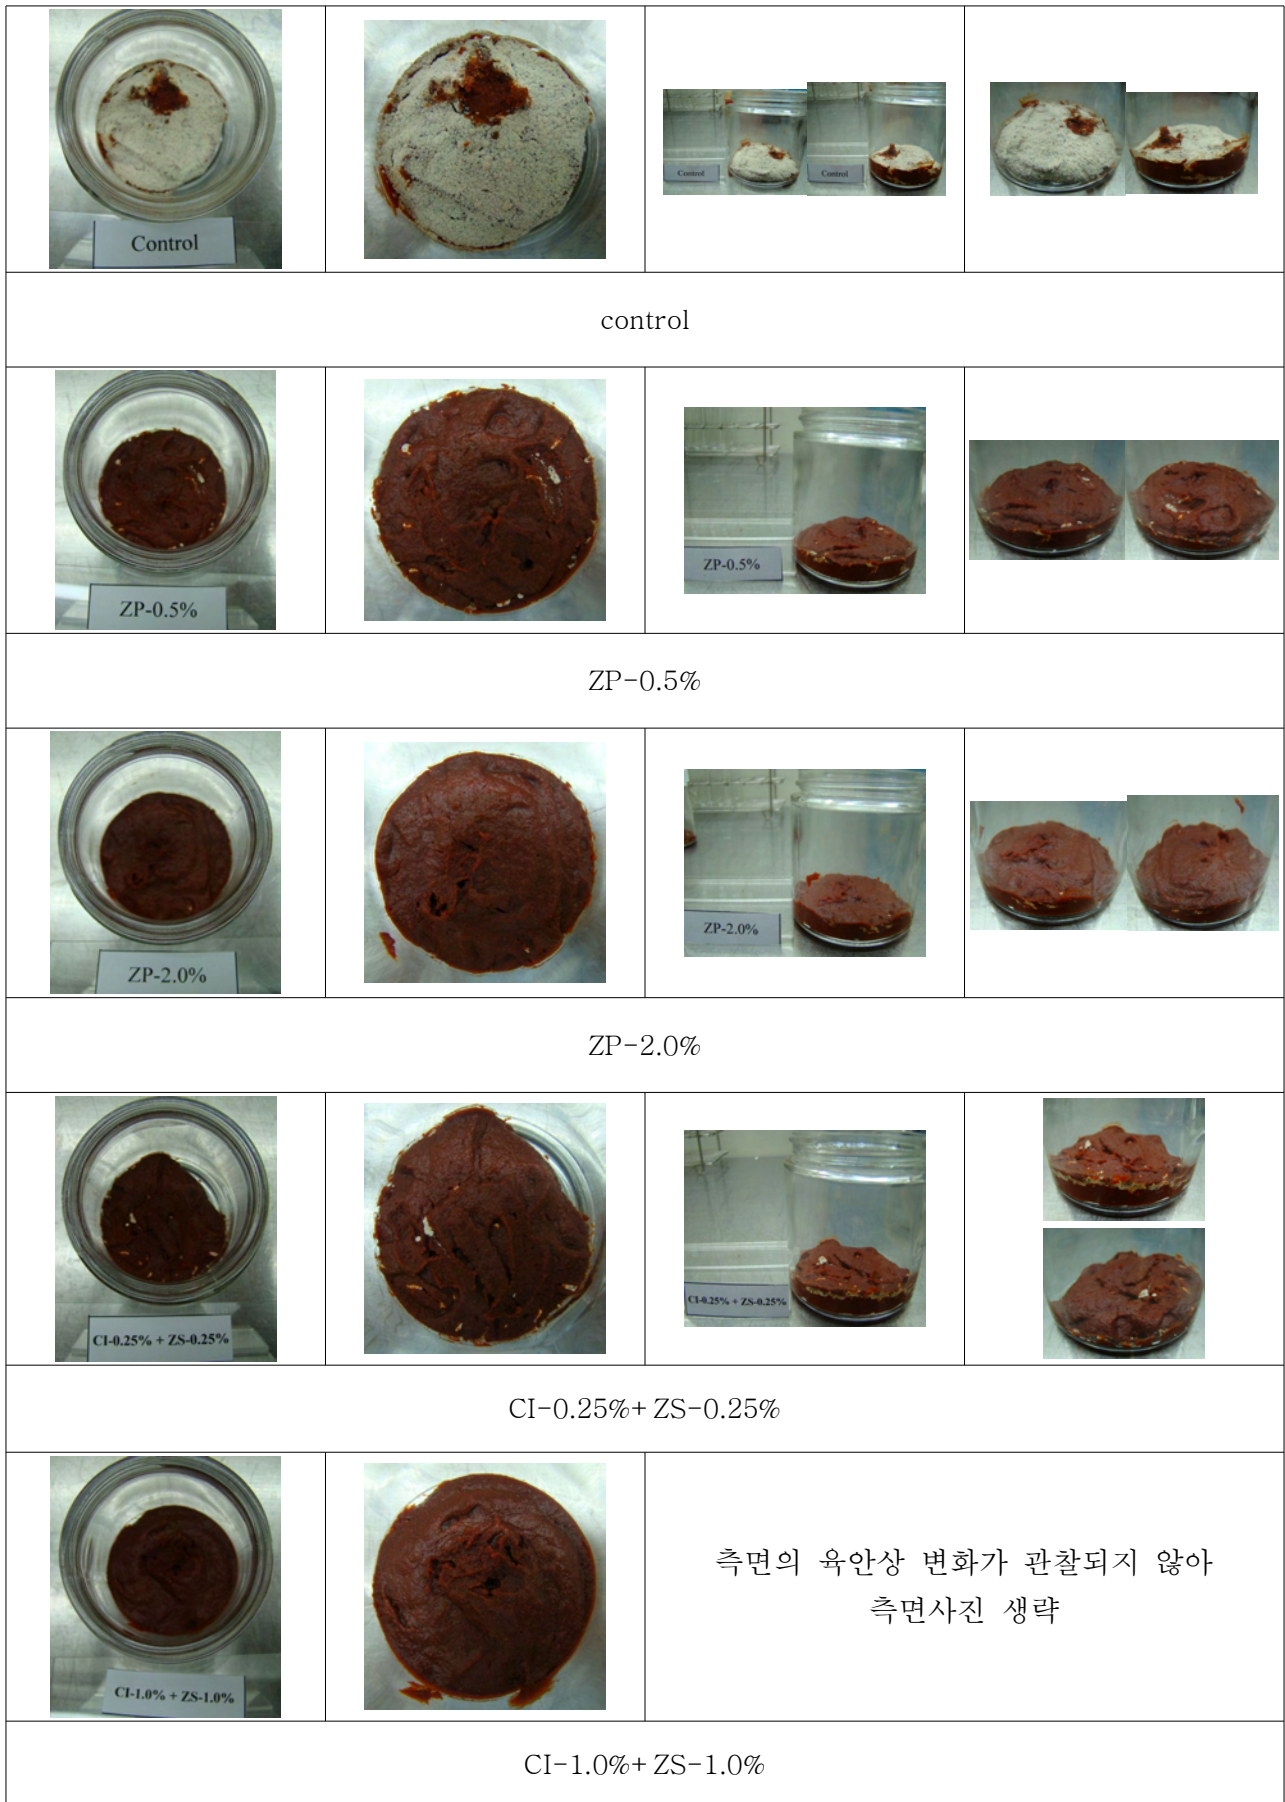 Control
Control
Control
control
ZP-0.5%
ZP-0.5%
ZP-0.5%
ZP-2.0%
ZP-2.0%
ZP-2.0%
CI-0.25% + ZS-0.25%
CI-0.25% + ZS-0.25%
CI-0.25%+ ZS-0.25%
CI-1.0% + ZS-1.0%
측면의 육안상 변화가 관찰되지 않아
측면사진 생략
CI-1.0%+ ZS-1.0%